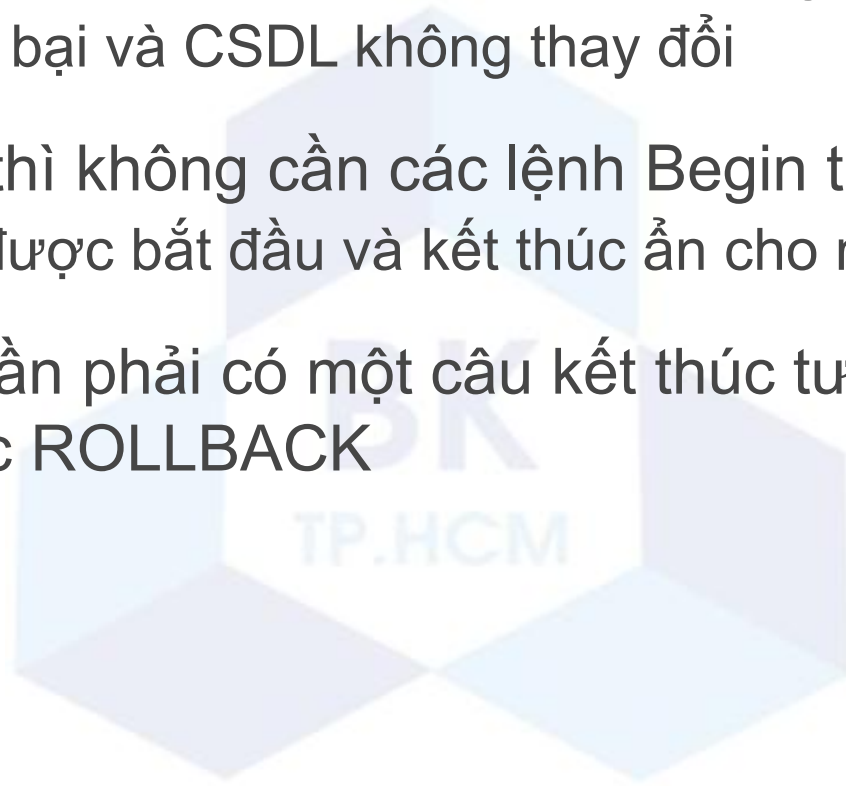 bại và CSDL không thay đổi
thì không cần các lệnh Begin t
được bắt đầu và kết thúc ẩn cho
ần phải có một câu kết thúc tư
c ROLLBACK
BK
TP.HCM